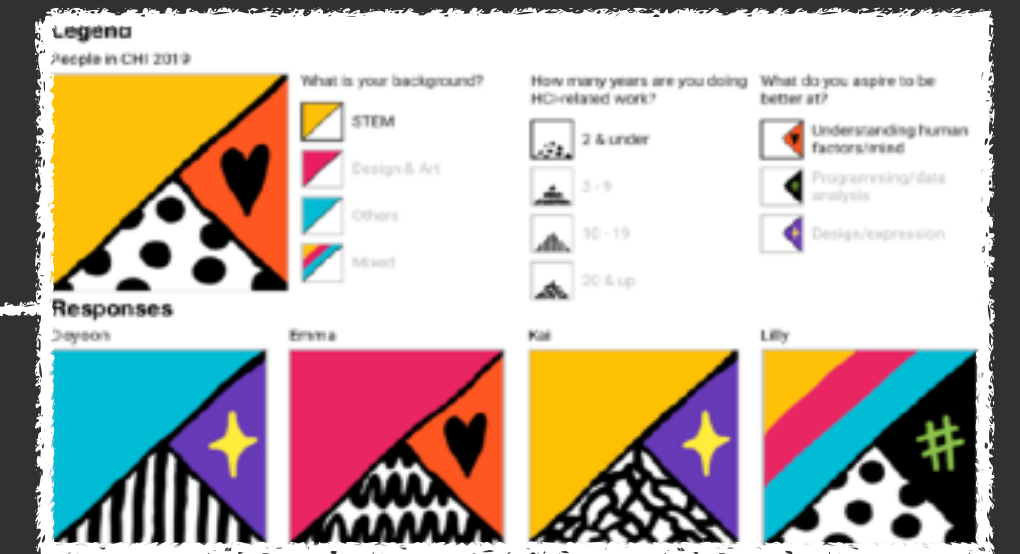 Legend
People in CHI 2019
What is your background?
STEM
Design & Art
Others
Mixed
How many years are you doing
HCI-related work?
2 & under
3 - 9
10 - 19
20 & up
What do you aspire to be
better at?
Understanding human
factors/mind
Programming/data
analysis
Design/expression
Responses
Doyoon
Emma
Kai
Lilly
#